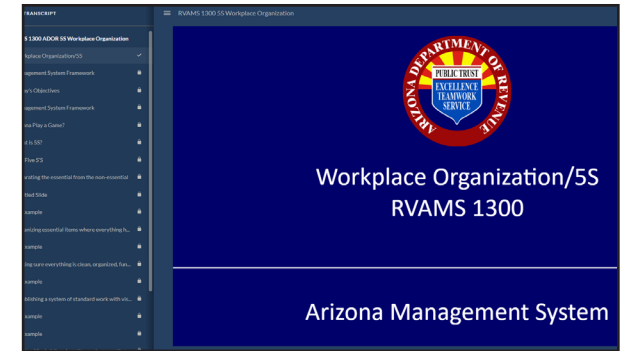 TRANSCRIPT
S 1300 ADOR 5S Workplace Organization
kplace Organization/5S
agement System Framework
y's Objectives
agement System Framework
Play a Game?
t is 5S?
Five S'S
rating the essential from the non-essential
tled Slide
xample
nizing essential items where everything h...
xample
ing sure everything is clean, organized, fun...
xample
blishing a system of standard work with vis...
xample
xample
RVAMS 1300 5S Workplace Organization
ARIZONA DEPARTMENT OF REVENUE
PUBLIC TRUST
EXCELLENCE
TEAMWORK
SERVICE
Workplace Organization/5S
RVAMS 1300
Arizona Management System